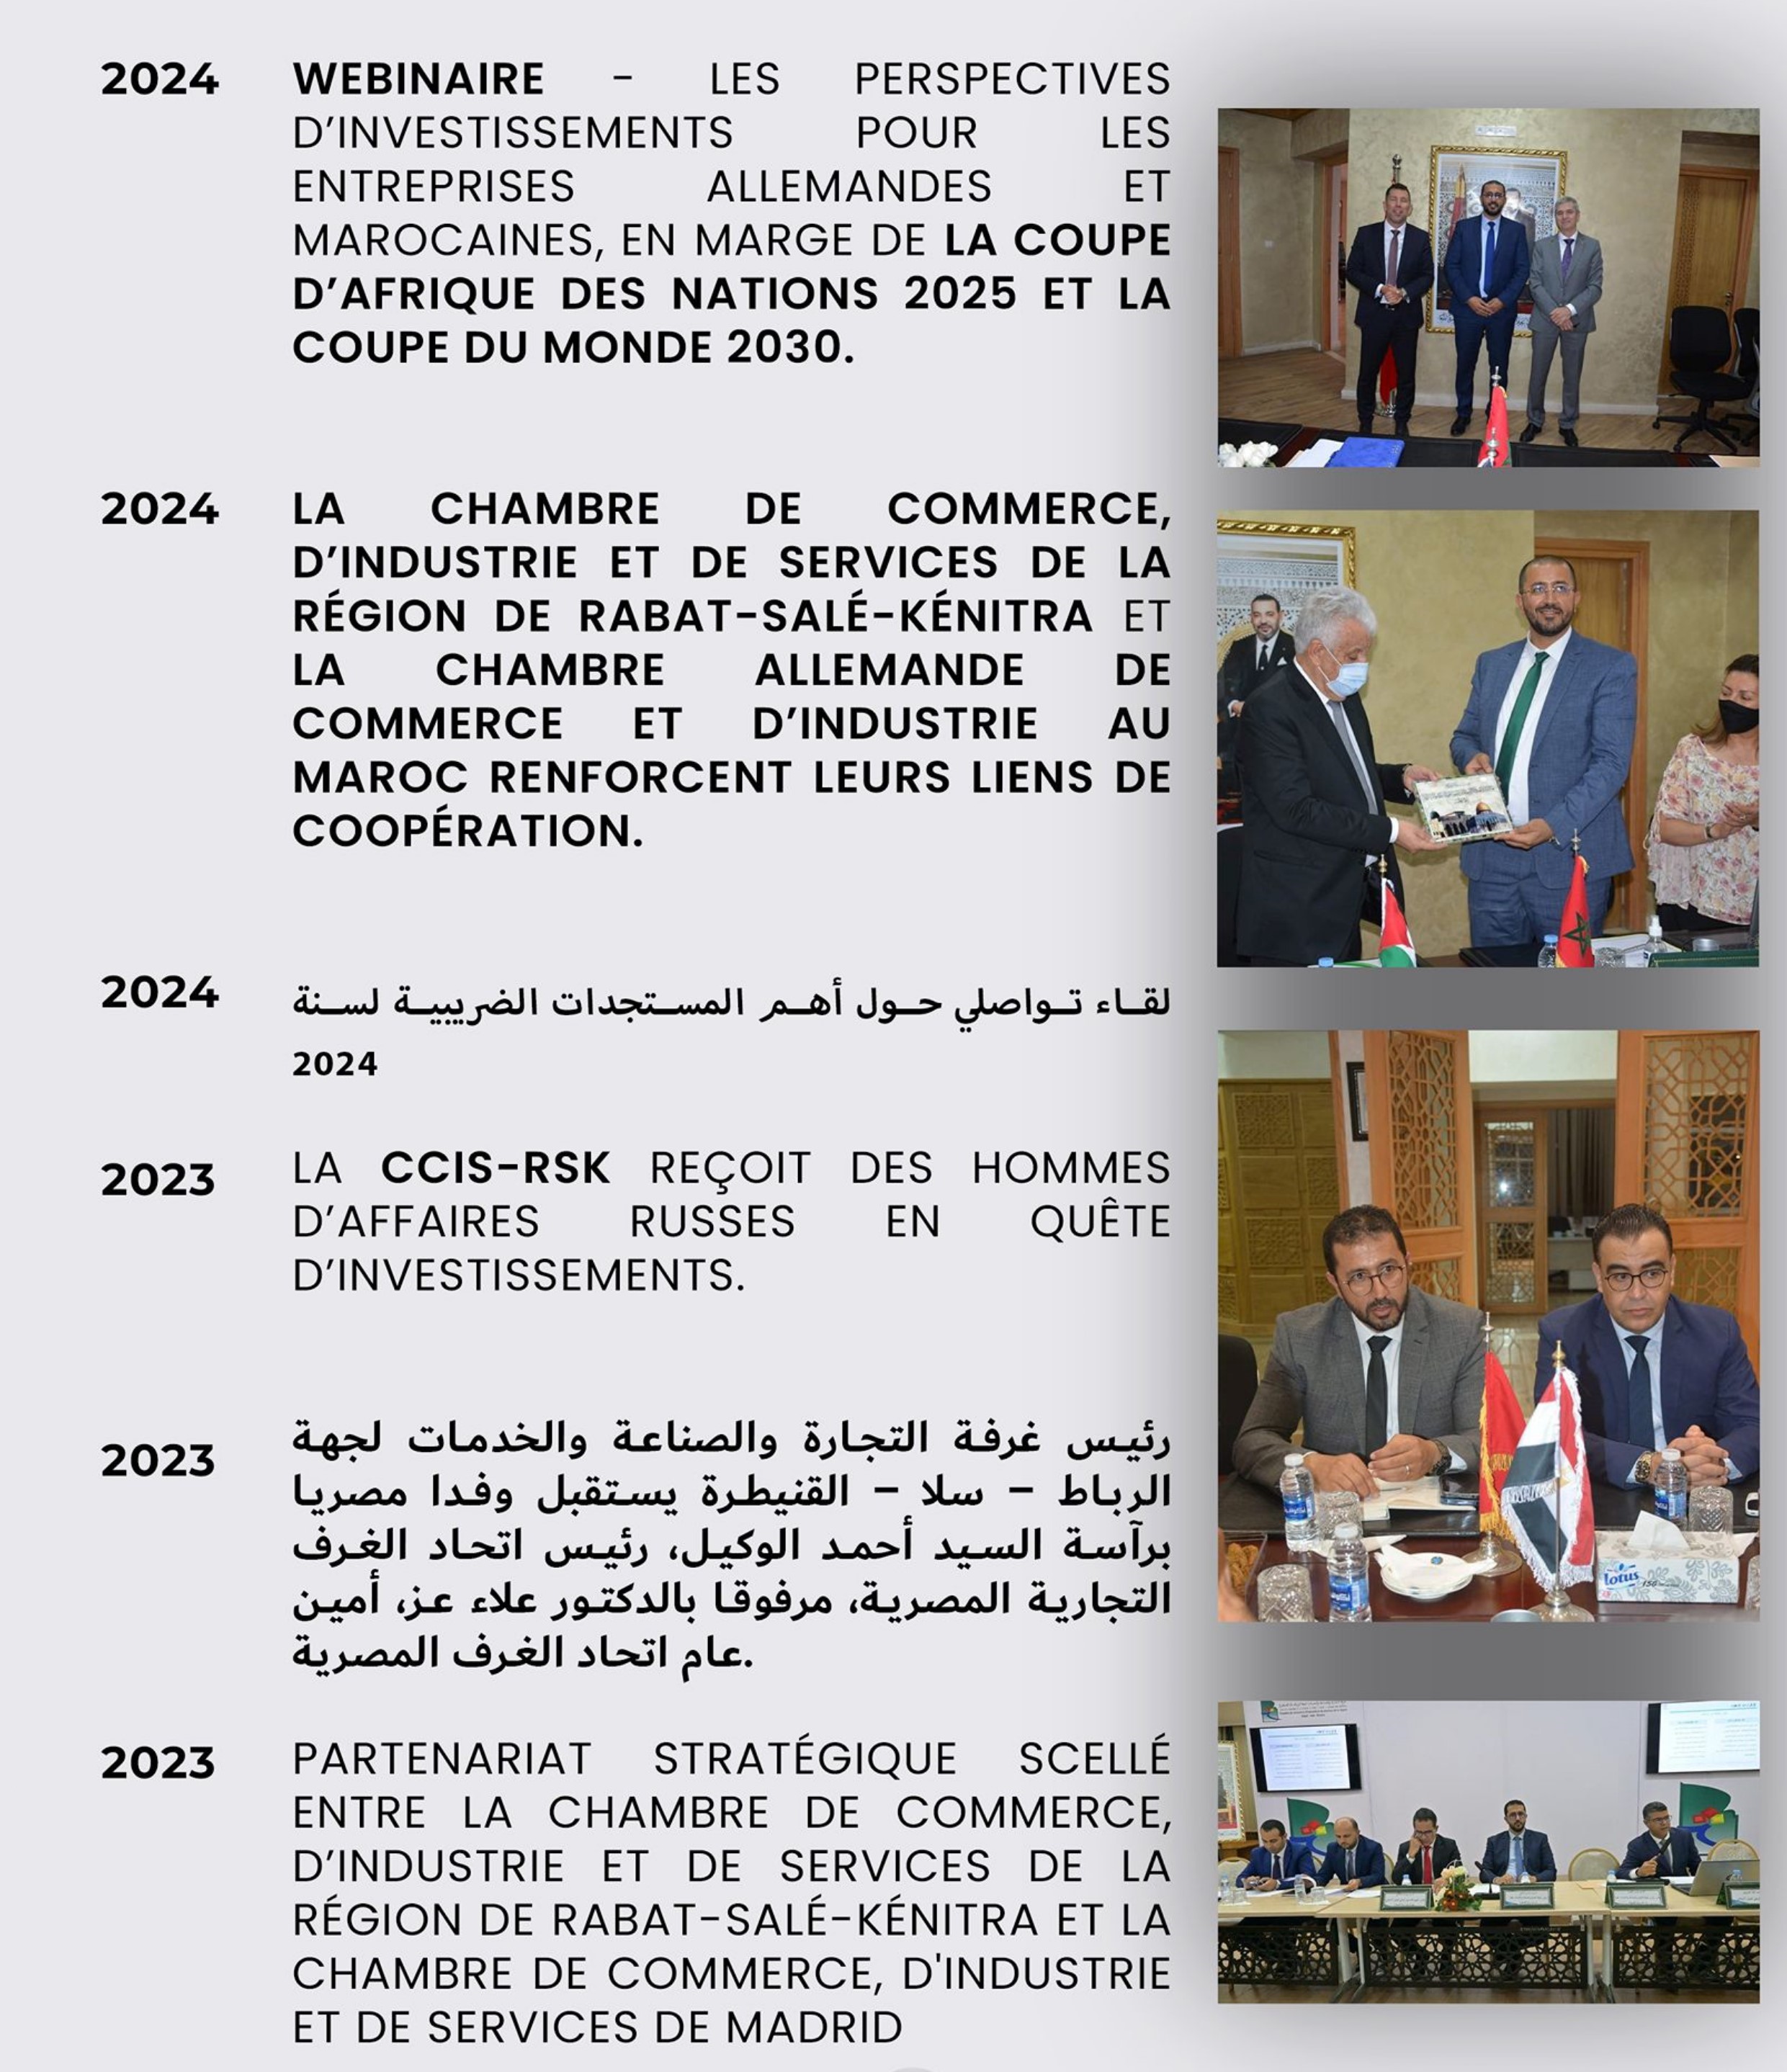 2024
WEBINAIRE - LES PERSPECTIVES
D’INVESTISSEMENTS POUR LES
ENTREPRISES ALLEMANDES ET
MAROCAINES, EN MARGE DE LA COUPE
D’AFRIQUE DES NATIONS 2025 ET LA
COUPE DU MONDE 2030.
2024
LA CHAMBRE DE COMMERCE,
D’INDUSTRIE ET DE SERVICES DE LA
RÉGION DE RABAT-SALÉ-KÉNITRA ET
LA CHAMBRE ALLEMANDE DE
COMMERCE ET D’INDUSTRIE AU
MAROC RENFORCENT LEURS LIENS DE
COOPÉRATION.
2024
لقاء تواصلي حول أهم المستجدات الضريبية لسنة
2024
2023
LA CCIS-RSK REÇOIT DES HOMMES
D’AFFAIRES RUSSES EN QUÊTE
D’INVESTISSEMENTS.
2023
رئيس غرفة التجارة والصناعة والخدمات لجهة
الرباط – سلا – القنيطرة يستقبل وفدا مصريا
برآسة السيد أحمد الوكيل، رئيس اتحاد الغرف
التجارية المصرية، مرفوقا بالدكتور علاء عز، أمين
عام اتحاد الغرف المصرية.
2023
PARTENARIAT STRATÉGIQUE SCELLÉ
ENTRE LA CHAMBRE DE COMMERCE,
D’INDUSTRIE ET DE SERVICES DE LA
RÉGION DE RABAT-SALÉ-KÉNITRA ET LA
CHAMBRE DE COMMERCE, D'INDUSTRIE
ET DE SERVICES DE MADRID
lotus